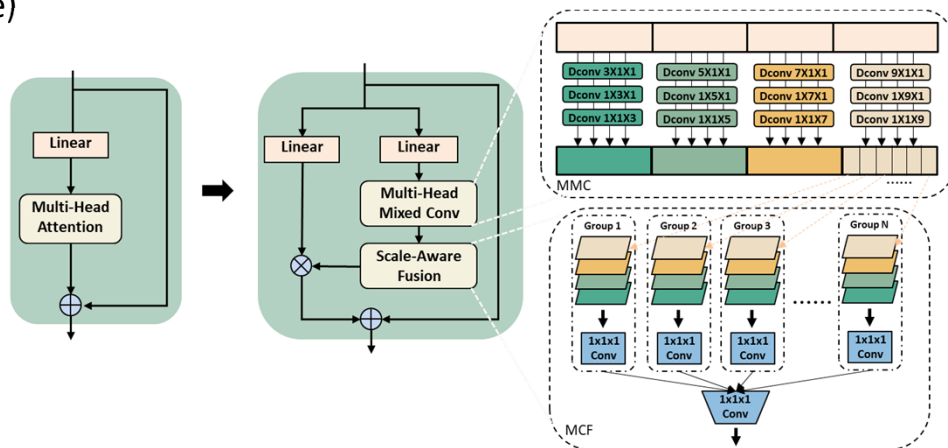 e)
Linear
Multi-Head
Attention
Linear
Linear
Multi-Head
Mixed Conv
Scale-Aware
Fusion
Dconv 3X1X1
Dconv 1X3X1
Dconv 1X1X3
Dconv 5X1X1
Dconv 1X5X1
Dconv 1X1X5
Dconv 7X1X1
Dconv 1X7X1
Dconv 1X1X7
Dconv 9X1X1
Dconv 1X9X1
Dconv 1X1X9
MMC
......
Group 1
Group 2
Group 3
Group N
......
1x1x1
Conv
1x1x1
Conv
1x1x1
Conv
1x1x1
Conv
1x1x1
Conv
MCF